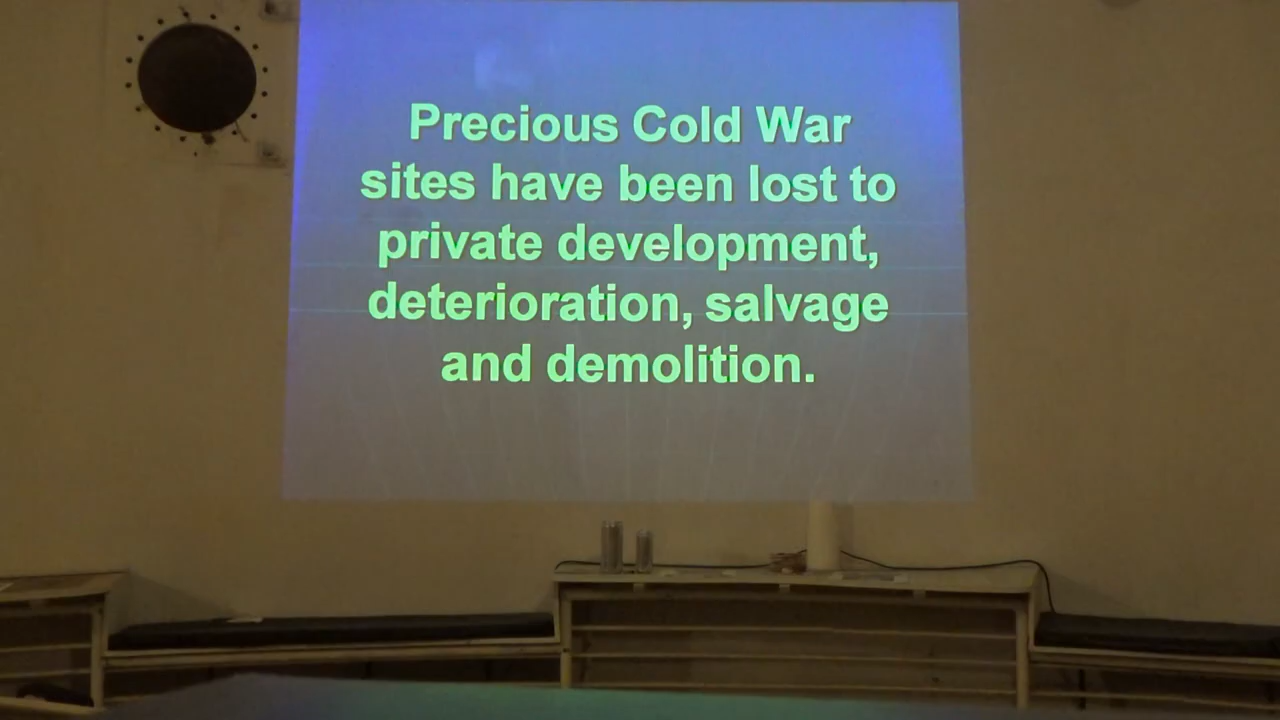 Precious Cold War
sites have been lost to
private development,
deterioration, salvage
and demolition.